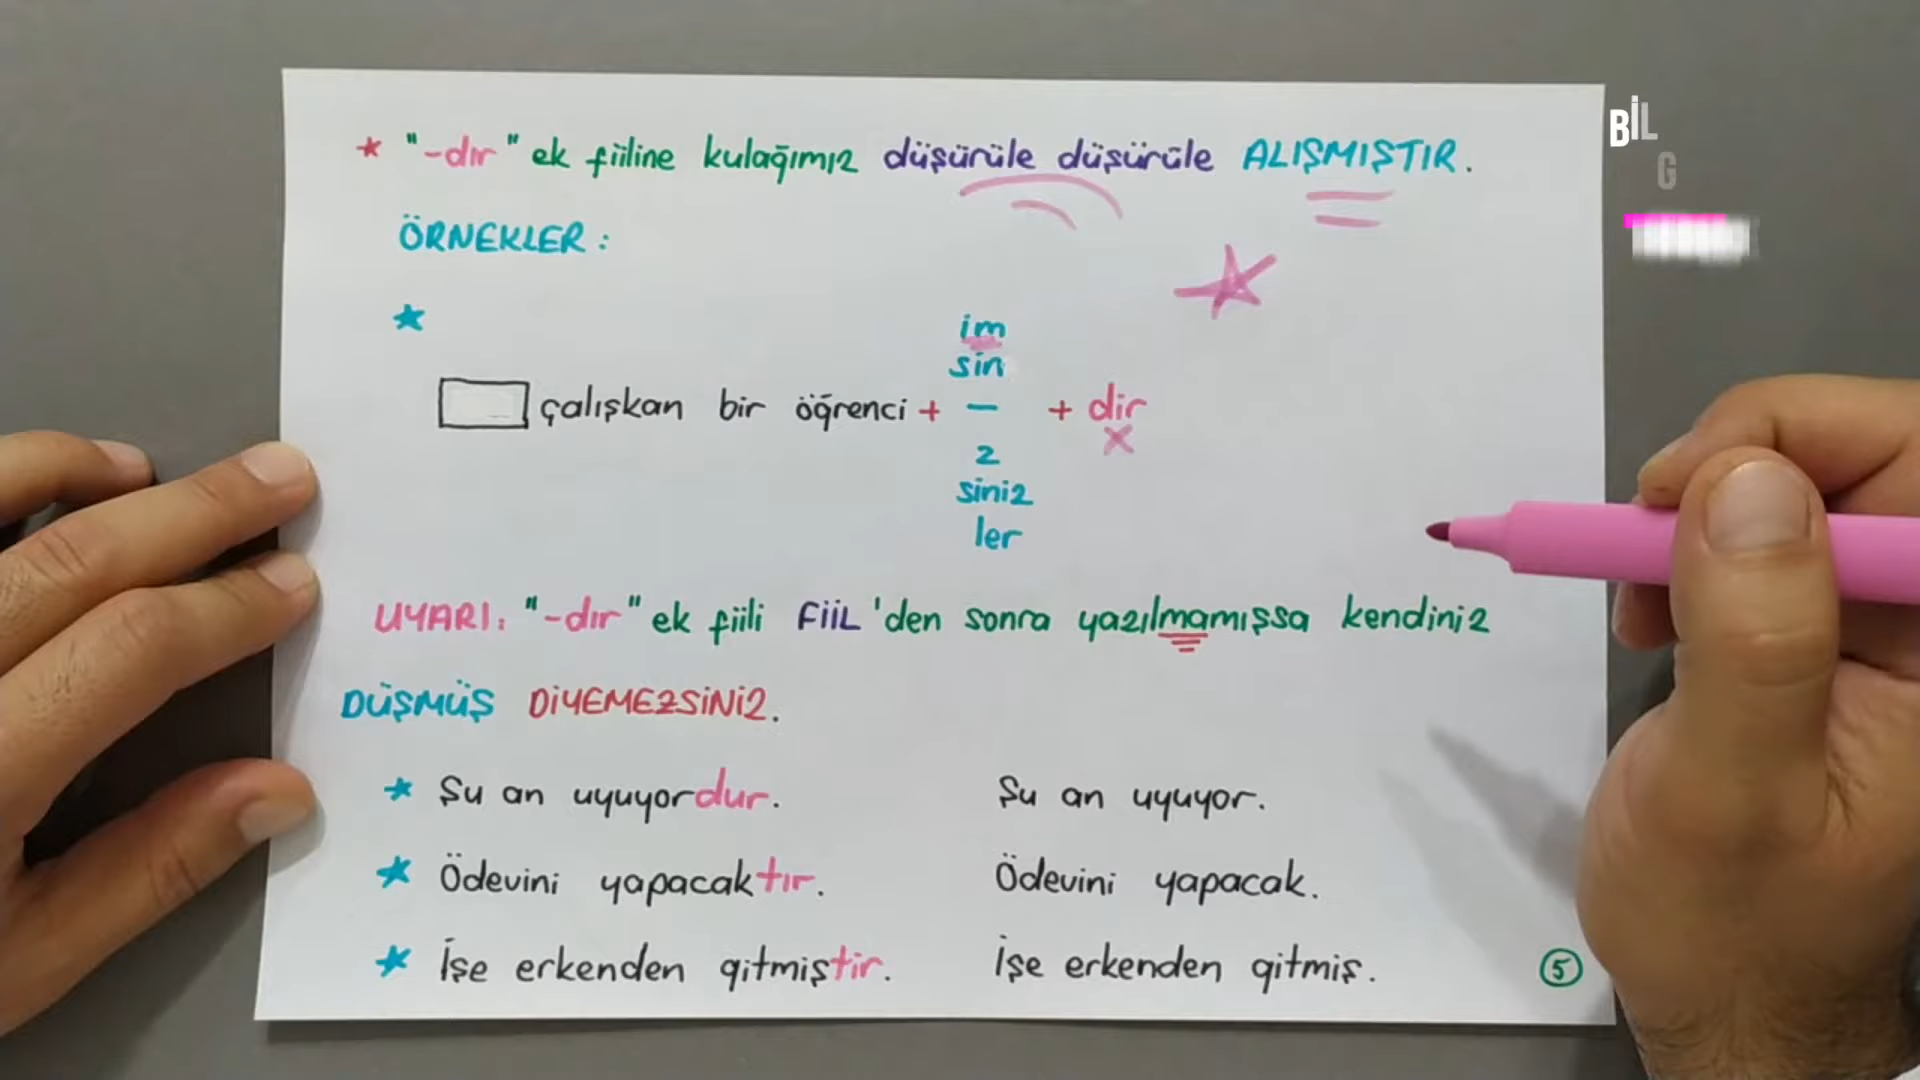 * "-dır" ek fiiline kulağımız düşürüle düşürüle ALIŞMIŞTIR.
ÖRNEKLER:
im
sin
çalışkan bir öğrenci + — + dir
x
z
siniz
ler
UYARI: "-dır" ek fiili FİİL'den sonra yazılmamışsa kendiniz
DÜŞMÜŞ DİYEMEZSİNİZ.
* Şu an uyuyordur. Şu an uyuyor.
* Ödevini yapacaktır. Ödevini yapacak.
* İşe erkenden gitmiştir. İşe erkenden gitmiş.
5
BİL
G